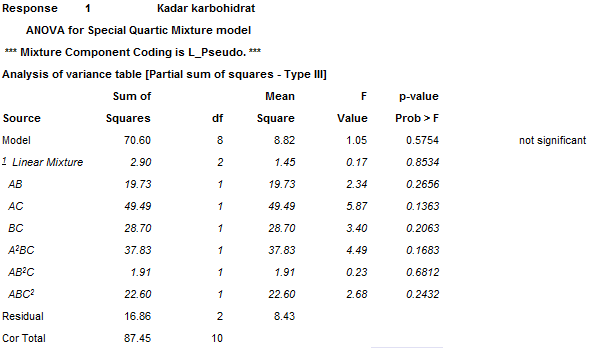 Response 1 Kadar karbohidrat
ANOVA for Special Quartic Mixture model
*** Mixture Component Coding is L_Pseudo. ***
Analysis of variance table [Partial sum of squares - Type III]
Sum of Mean F p-value
Source Squares df Square Value Prob > F
Model 70.60 8 8.82 1.05 0.5754 not significant
1 Linear Mixture 2.90 2 1.45 0.17 0.8534
AB 19.73 1 19.73 2.34 0.2656
AC 49.49 1 49.49 5.87 0.1363
BC 28.70 1 28.70 3.40 0.2063
A²BC 37.83 1 37.83 4.49 0.1683
AB²C 1.91 1 1.91 0.23 0.6812
ABC² 22.60 1 22.60 2.68 0.2432
Residual 16.86 2 8.43
Cor Total 87.45 10